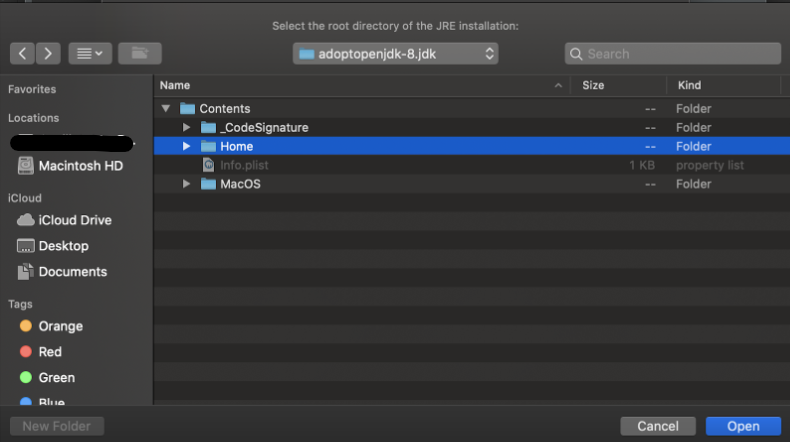 Select the root directory of the JRE installation:
adoptopenjdk-8.jdk
Search
Favorites
Locations
Macintosh HD
iCloud
iCloud Drive
Desktop
Documents
Tags
Orange
Red
Green
Blue
Name Size Kind
Contents -- Folder
_CodeSignature -- Folder
Home -- Folder
Info.plist 1 KB property list
MacOS -- Folder
New Folder
Cancel
Open